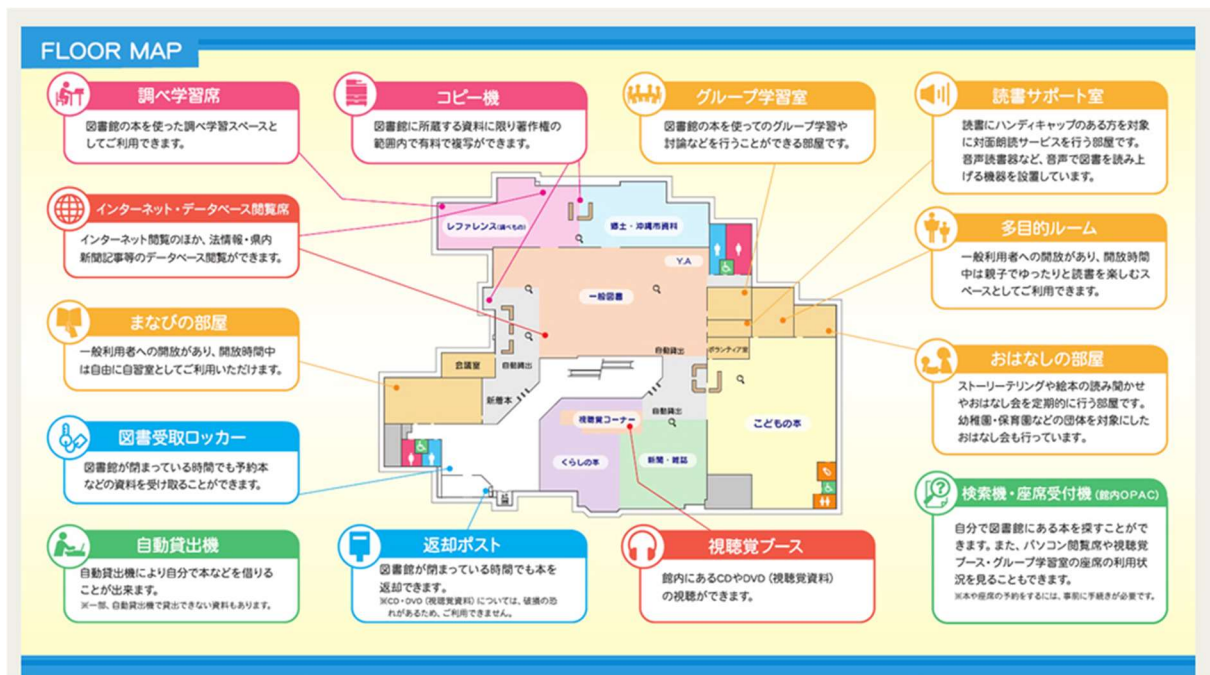 FLOOR MAP
調べ学習席
図書館の本を使った調べ学習スペースと
してご利用できます。
コピー機
図書館に所蔵する資料に限り著作権の
範囲内で有料で複写ができます。
グループ学習室
図書館の本を使ってのグループ学習や
討論などを行うことができる部屋です。
読書サポート室
読書にハンディキャップのある方を対象
に対面朗読サービスを行う部屋です。
音声読書器など、音声で図書を読み上
げる機器を設置しています。
インターネット・データベース閲覧席
インターネット閲覧のほか、法情報・県内
新聞記事等のデータベース閲覧ができます。
多目的ルーム
一般利用者への開放があり、開放時間
中は親子でゆったりと読書を楽しむス
ペースとしてご利用できます。
まなびの部屋
一般利用者への開放があり、開放時間中
は自由に自習室としてご利用いただけます。
おはなしの部屋
ストーリーテリングや絵本の読み聞かせ
やおはなし会を定期的に行う部屋です。
幼稚園・保育園などの団体を対象にした
おはなし会も行っています。
図書受取ロッカー
図書館が閉まっている時間でも予約本
などの資料を受け取ることができます。
検索機・座席受付機(館内OPAC)
自分で図書館にある本を探すことがで
きます。また、パソコン閲覧席や視聴覚
ブース・グループ学習室の座席の利用状
況を見ることもできます。
※本や座席の予約をするには、事前に手続きが必要です。
自動貸出機
自動貸出機により自分で本などを借りる
ことが出来ます。
※一部、自動貸出機で貸出できない資料もあります。
返却ポスト
図書館が閉まっている時間でも本を
返却できます。
※CD・DVD(視聴覚資料)については、破損の恐
れがあるため、ご利用できません。
視聴覚ブース
館内にあるCDやDVD(視聴覚資料)
の視聴ができます。
レファレンス(調べもの)
郷土・沖縄市資料
Y.A
一般図書
自動貸出
ボランティア室
会議室
自動貸出
新着本
自動貸出
視聴覚コーナー
こどもの本
くらしの本
新聞・雑誌